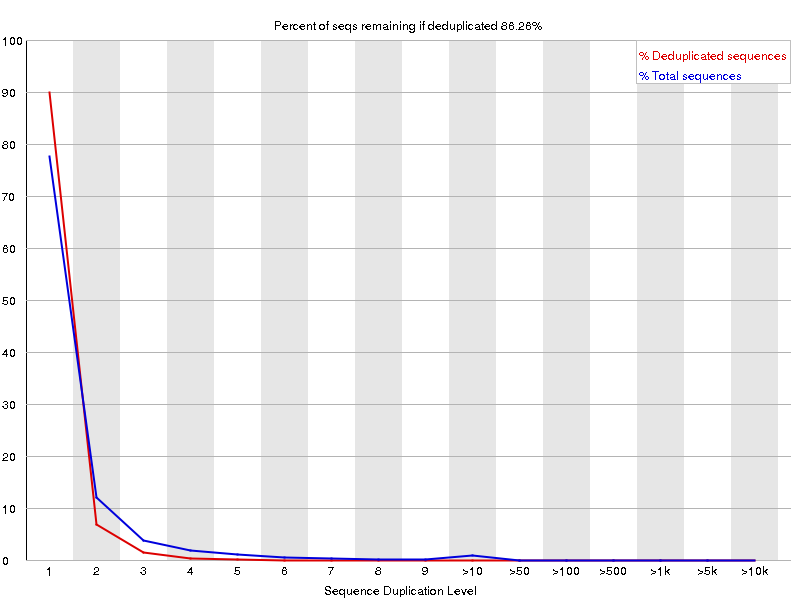 Percent of seqs remaining if deduplicated 86.26%
100
% Deduplicated sequences
% Total sequences
90
80
70
60
50
40
30
20
10
0
1 2 3 4 5 6 7 8 9 >10 >50 >100 >500 >1k >5k >10k
Sequence Duplication Level